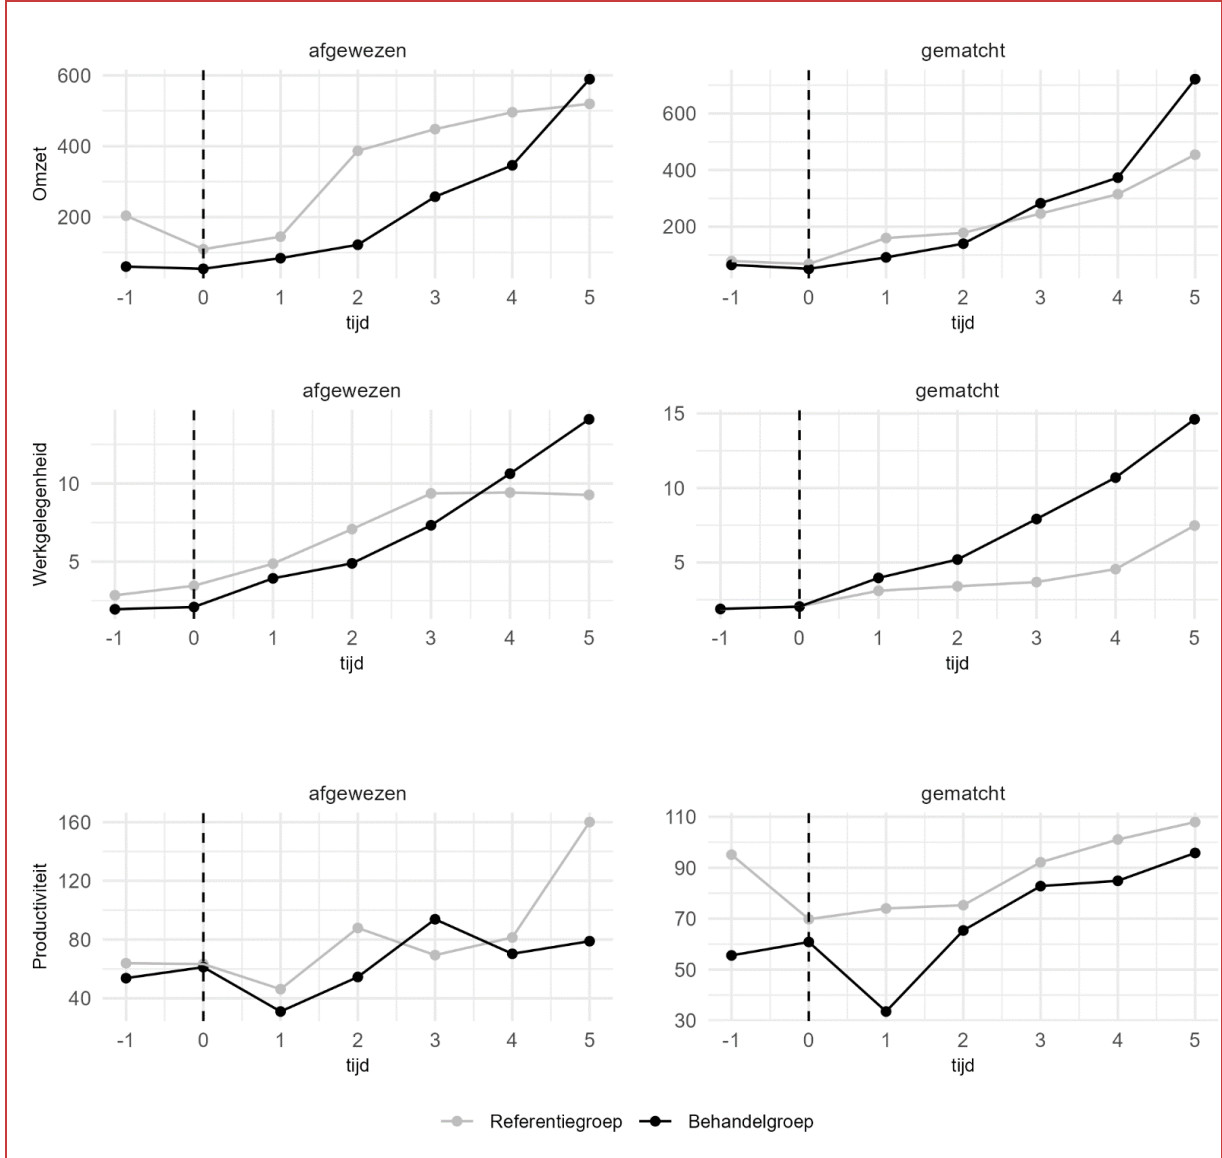 afgewezen
gematcht
600
400
200
Omzet
-1 0 1 2 3 4 5
tijd
600
400
200
-1 0 1 2 3 4 5
tijd
afgewezen
gematcht
10
5
Werkgelegenheid
-1 0 1 2 3 4 5
tijd
15
10
5
-1 0 1 2 3 4 5
tijd
afgewezen
gematcht
160
120
80
40
Productiviteit
-1 0 1 2 3 4 5
tijd
110
90
70
50
30
-1 0 1 2 3 4 5
tijd
Referentiegroep Behandelgroep